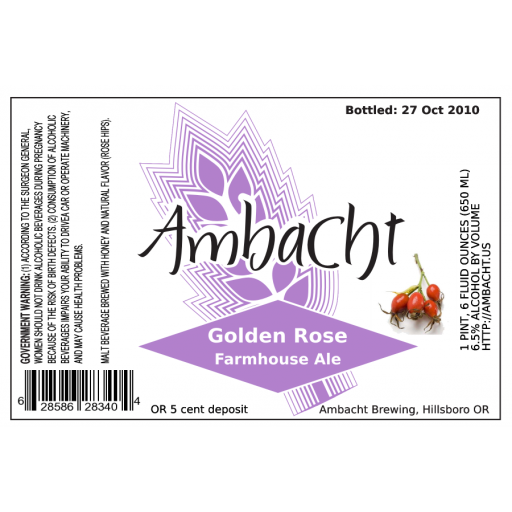 Bottled: 27 Oct 2010
Ambacht
Golden Rose
Farmhouse Ale
GOVERNMENT WARNING: (1) ACCORDING TO THE SURGEON GENERAL,
WOMEN SHOULD NOT DRINK ALCOHOLIC BEVERAGES DURING PREGNANCY
BECAUSE OF THE RISK OF BIRTH DEFECTS. (2) CONSUMPTION OF ALCOHOLIC
BEVERAGES IMPAIRS YOUR ABILITY TO DRIVE A CAR OR OPERATE MACHINERY,
AND MAY CAUSE HEALTH PROBLEMS.
MALT BEVERAGE BREWED WITH HONEY AND NATURAL FLAVOR (ROSE HIPS).
1 PINT, 6 FLUID OUNCES (650 ML)
6.5% ALCOHOL BY VOLUME
HTTP://AMBACHT.US
6 28586 28340 4
OR 5 cent deposit
Ambacht Brewing, Hillsboro OR